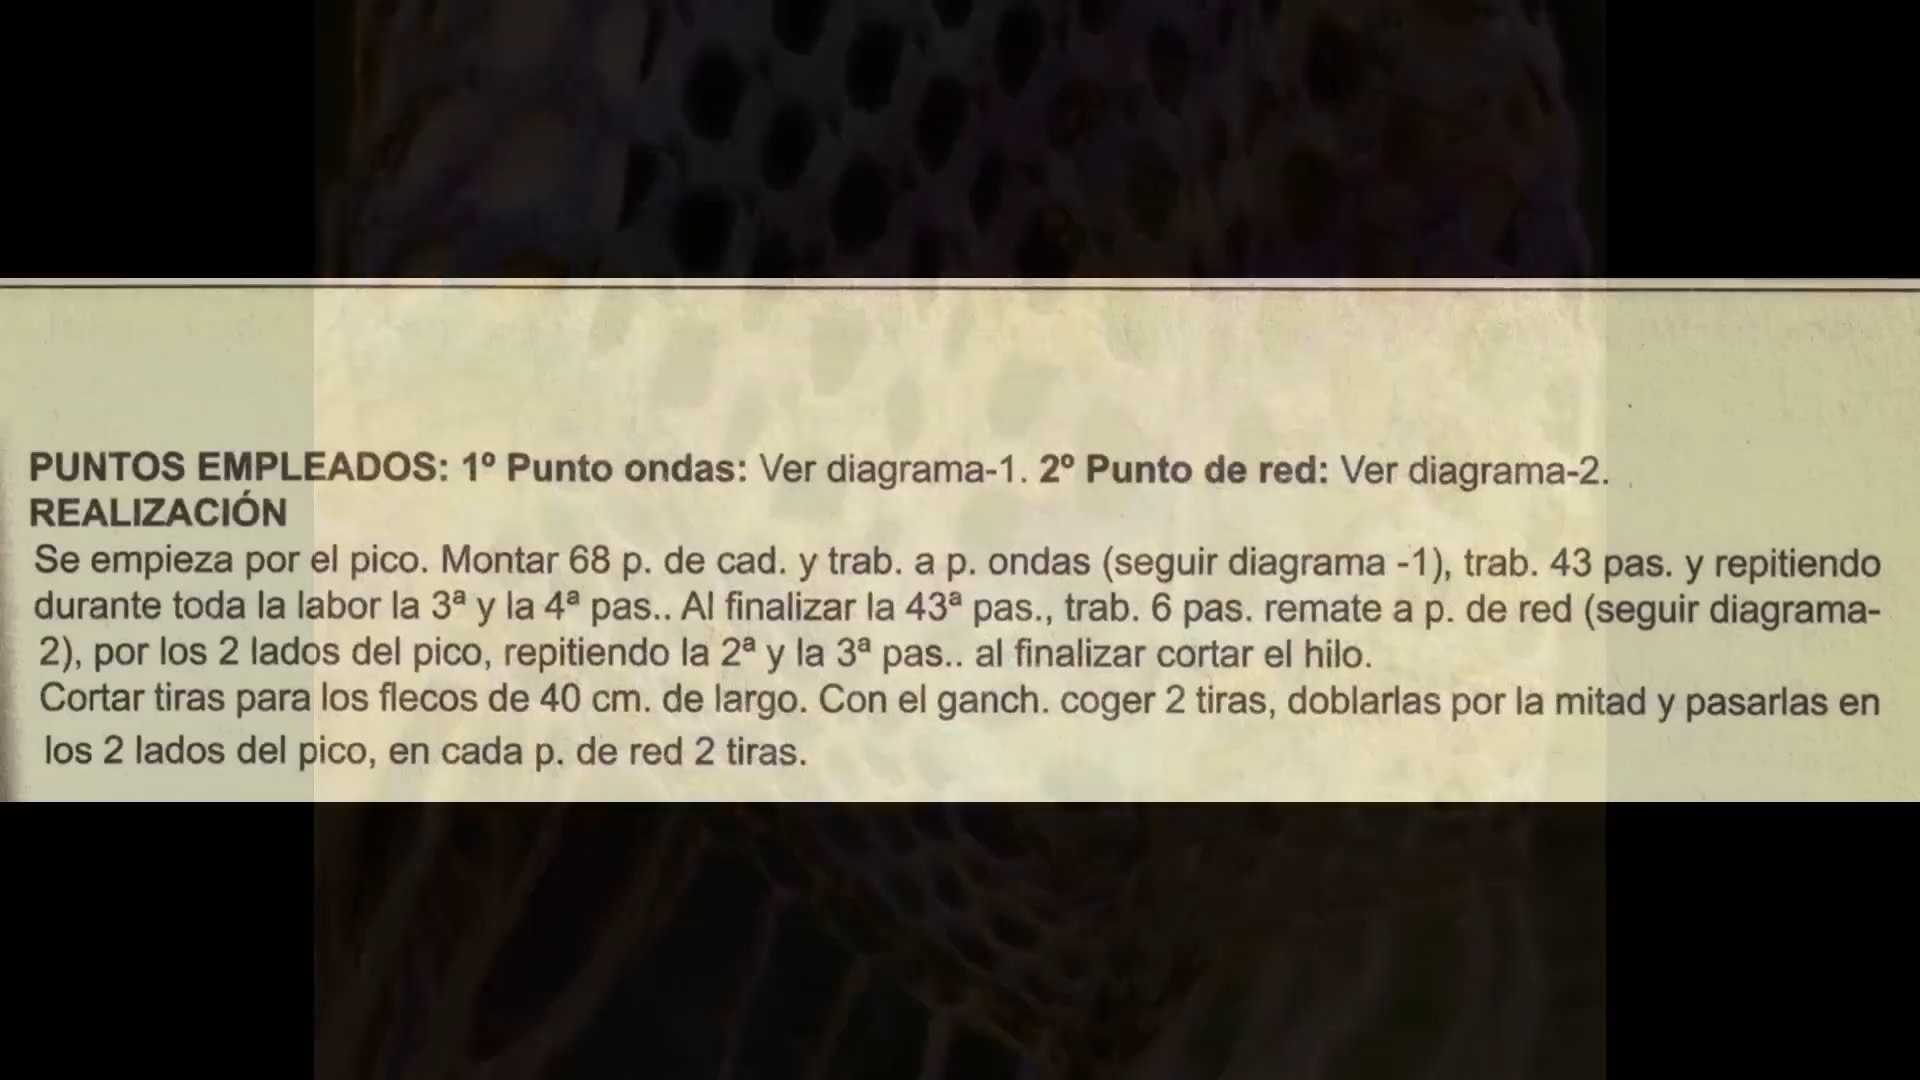 PUNTOS EMPLEADOS: 1º Punto ondas: Ver diagrama-1. 2º Punto de red: Ver diagrama-2.
REALIZACIÓN
Se empieza por el pico. Montar 68 p. de cad. y trab. a p. ondas (seguir diagrama -1), trab. 43 pas. y repitiendo
durante toda la labor la 3ª y la 4ª pas.. Al finalizar la 43ª pas., trab. 6 pas. remate a p. de red (seguir diagrama-
2), por los 2 lados del pico, repitiendo la 2ª y la 3ª pas.. al finalizar cortar el hilo.
Cortar tiras para los flecos de 40 cm. de largo. Con el ganch. coger 2 tiras, doblarlas por la mitad y pasarlas en
los 2 lados del pico, en cada p. de red 2 tiras.